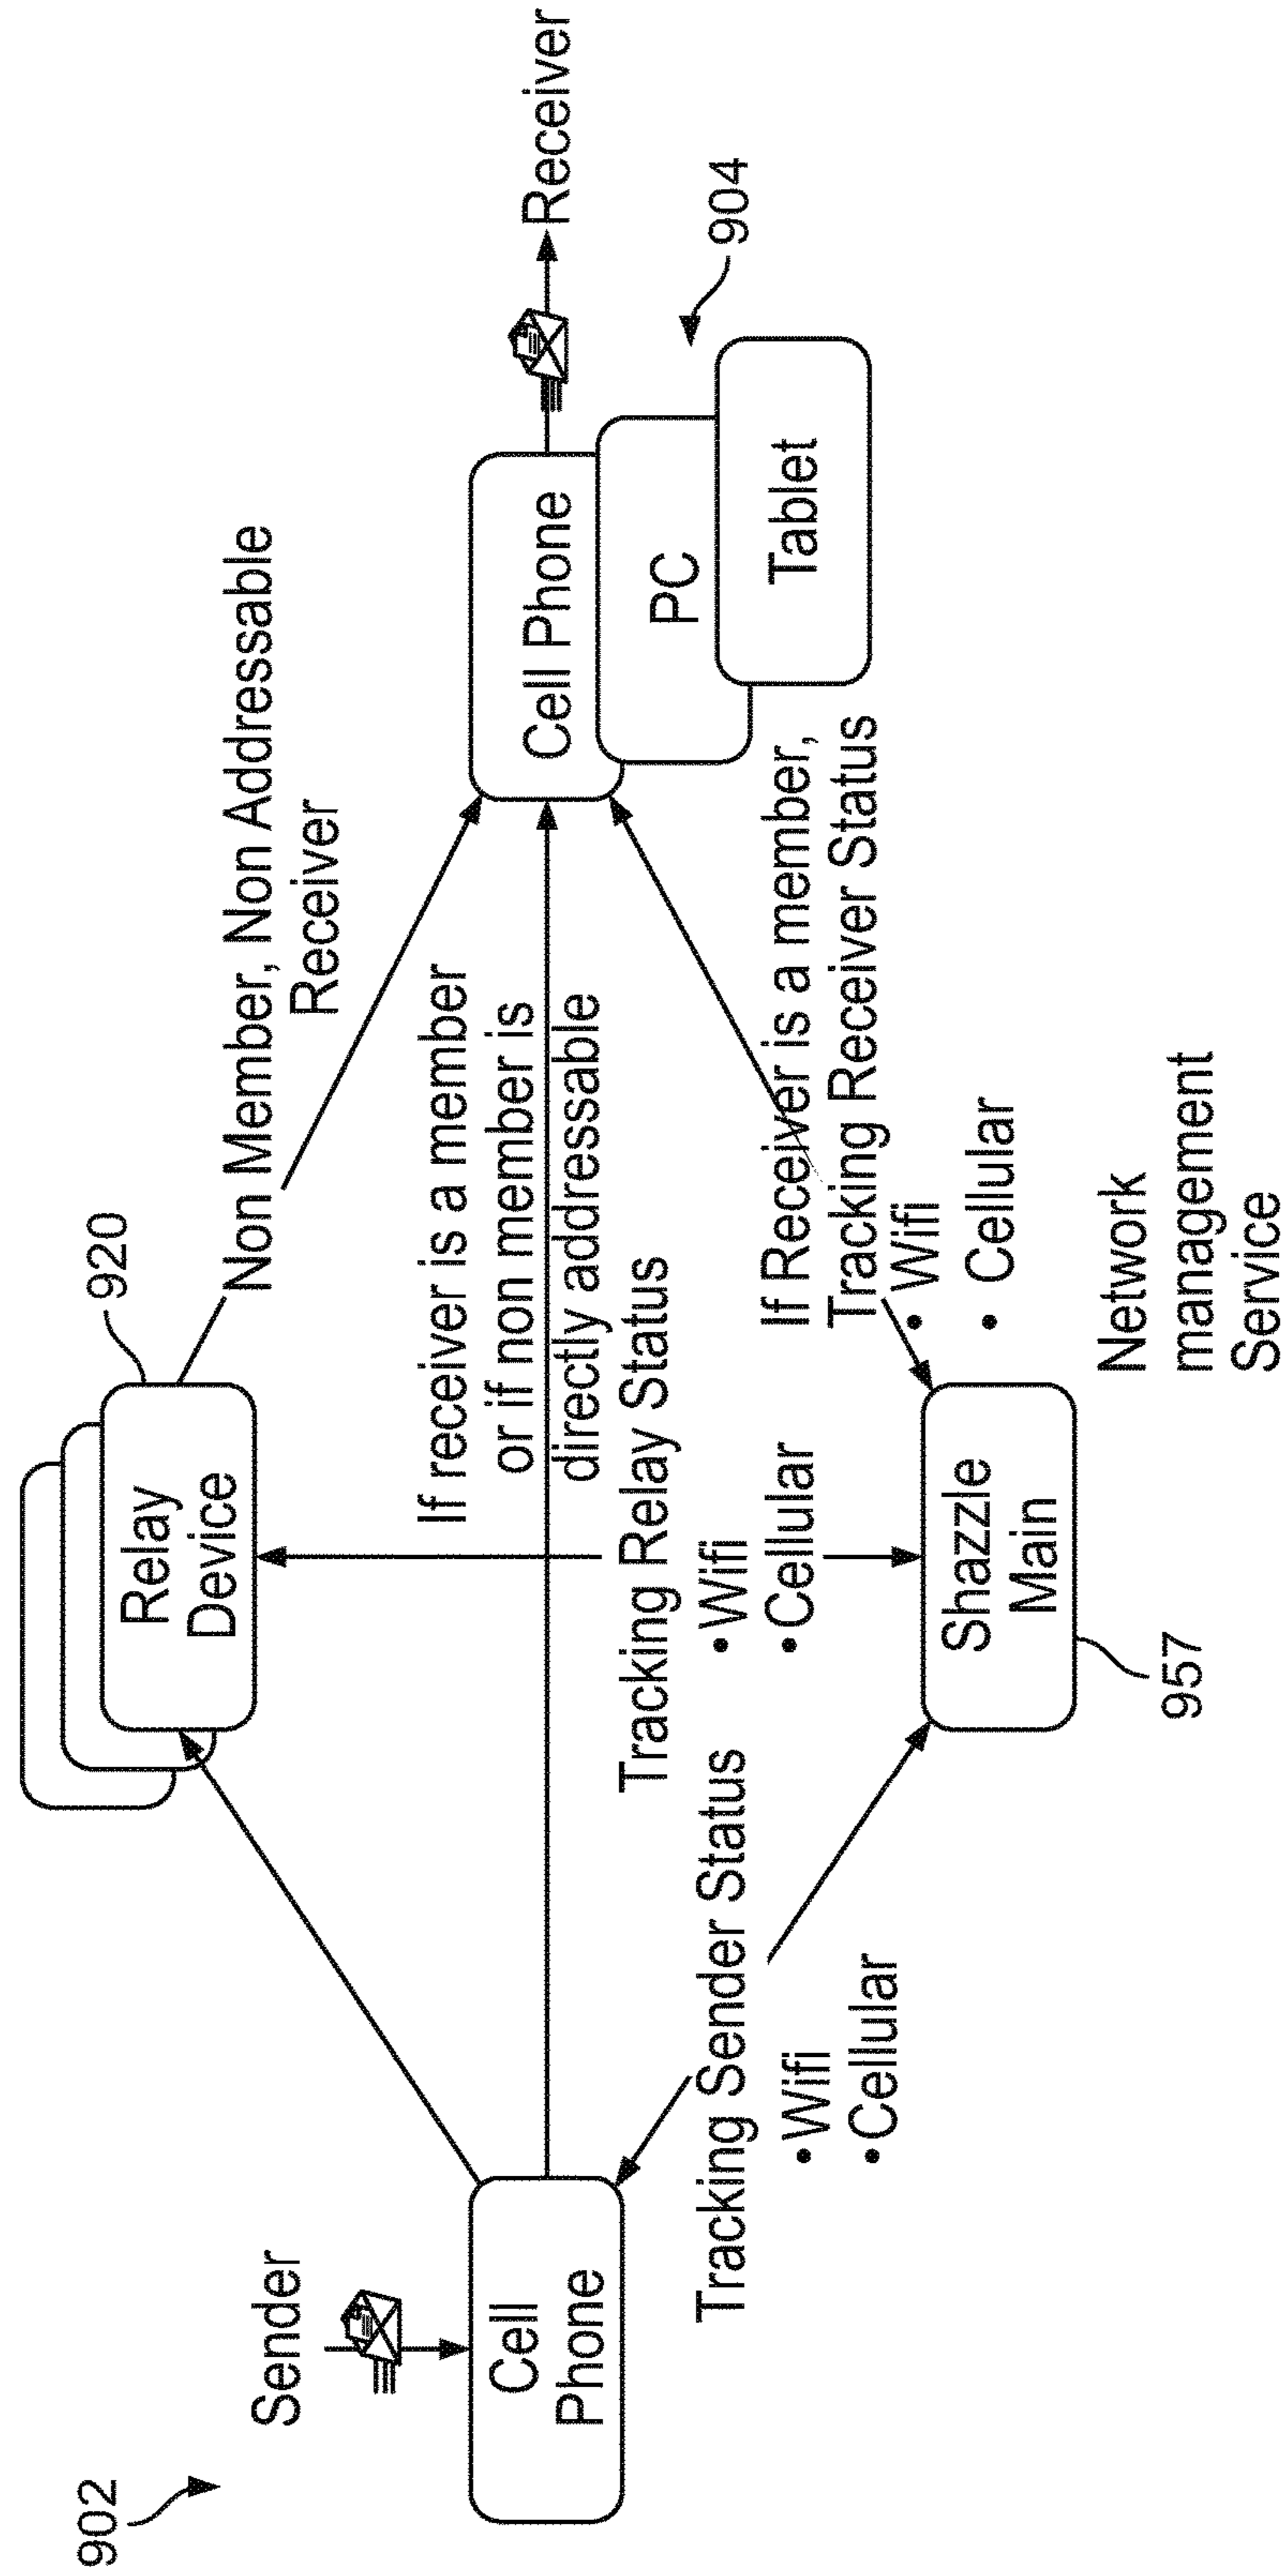 902
Sender
Cell
Phone
920
Relay
Device
Non Member, Non Addressable
Receiver
If receiver is a member
or if non member is
directly addressable
Tracking Relay Status
•Wifi
•Cellular
Tracking Sender Status
•Wifi
•Cellular
Shazzle
Main
957
If Receiver is a member,
Tracking Receiver Status
• Wifi
• Cellular
Network
management
Service
Cell Phone
PC
Tablet
904
Receiver